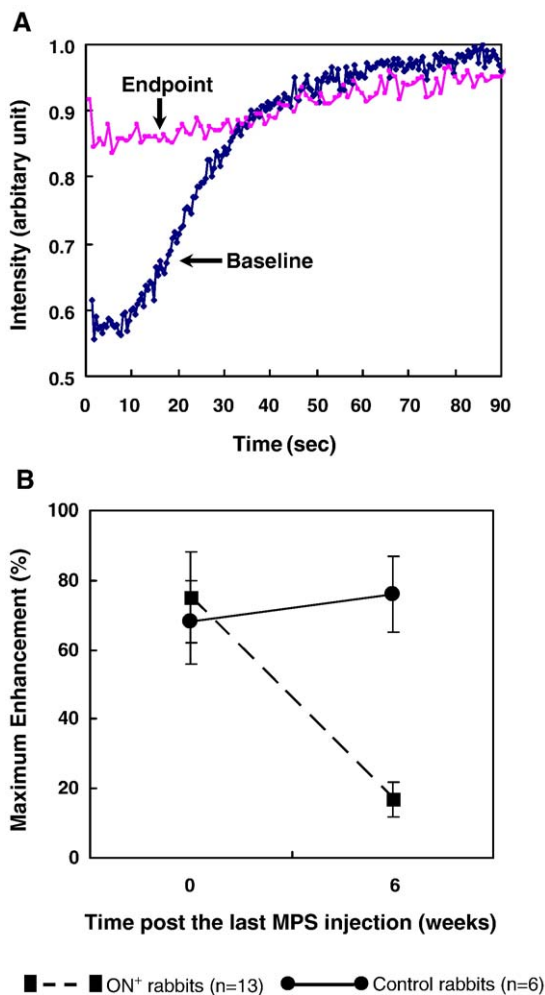 A
Intensity (arbitary unit)
1.0
0.9
0.8
0.7
0.6
0.5
Endpoint
Baseline
0 10 20 30 40 50 60 70 80 90
Time (sec)
B
Maximum Enhancement (%)
100
80
60
40
20
0
0 6
Time post the last MPS injection (weeks)
ON⁺ rabbits (n=13) Control rabbits (n=6)